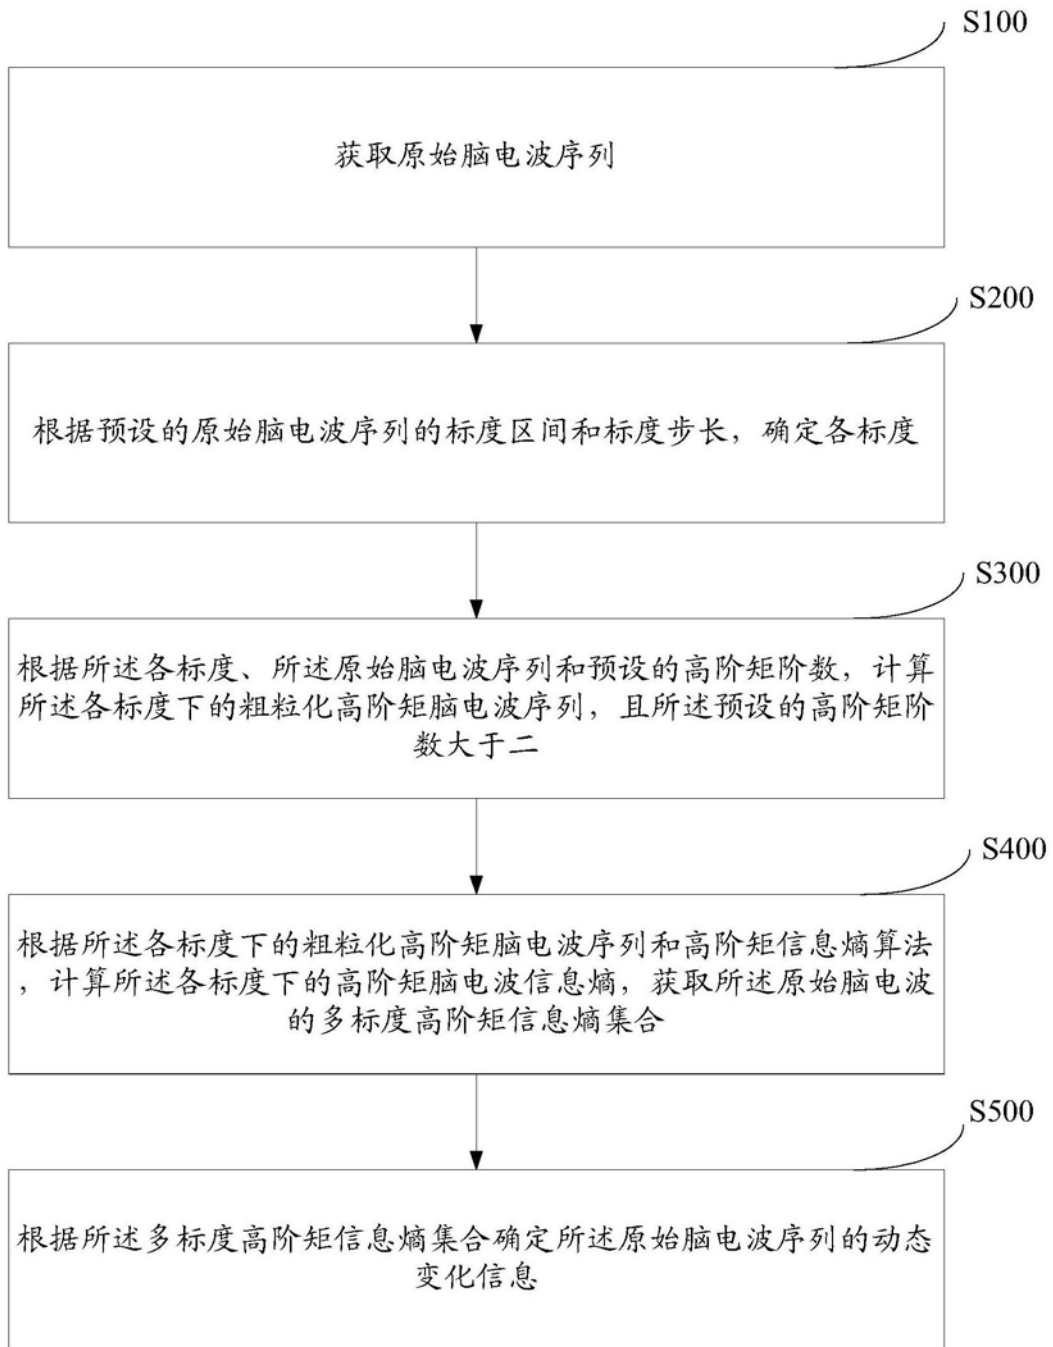 S100
获取原始脑电波序列
S200
根据预设的原始脑电波序列的标度区间和标度步长，确定各标度
S300
根据所述各标度、所述原始脑电波序列和预设的高阶矩阶数，计算
所述各标度下的粗粒化高阶矩脑电波序列，且所述预设的高阶矩阶
数大于二
S400
根据所述各标度下的粗粒化高阶矩脑电波序列和高阶矩信息熵算法
，计算所述各标度下的高阶矩脑电波信息熵，获取所述原始脑电波
的多标度高阶矩信息熵集合
S500
根据所述多标度高阶矩信息熵集合确定所述原始脑电波序列的动态
变化信息